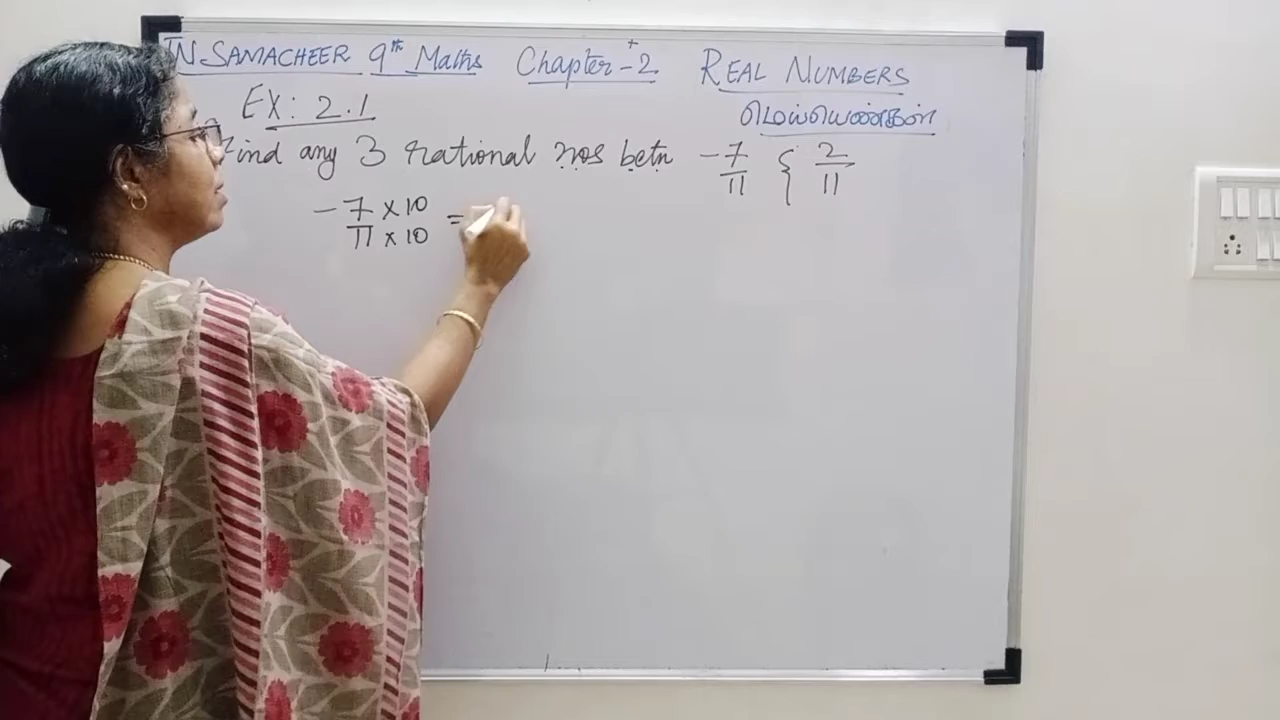 TN SAMACHEER 9th Maths Chapter-2 REAL NUMBERS
மெய்யெண்கள்
EX: 2.1
Find any 3 rational nos betn -7/11 { 2/11
-7 × 10 =
11 × 10